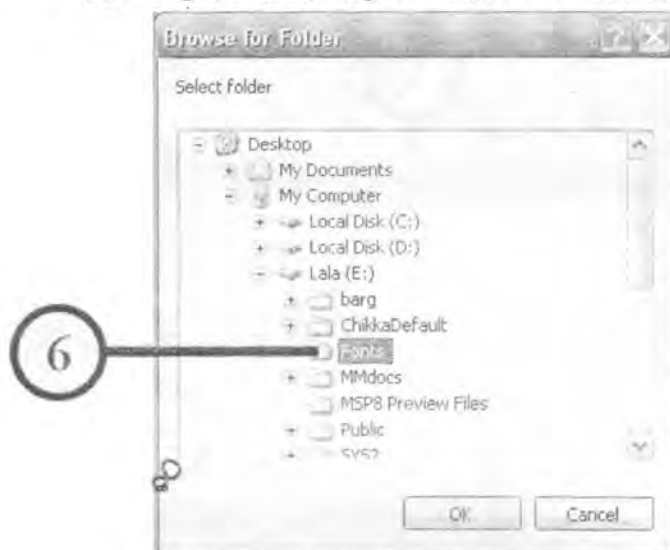 Browse for Folder
Select folder
Desktop
My Documents
My Computer
Local Disk (C:)
Local Disk (D:)
Lala (E:)
barg
ChikkaDefault
6
Fonts
MMdocs
MSP8 Preview Files
Public
SYS2
OK
Cancel